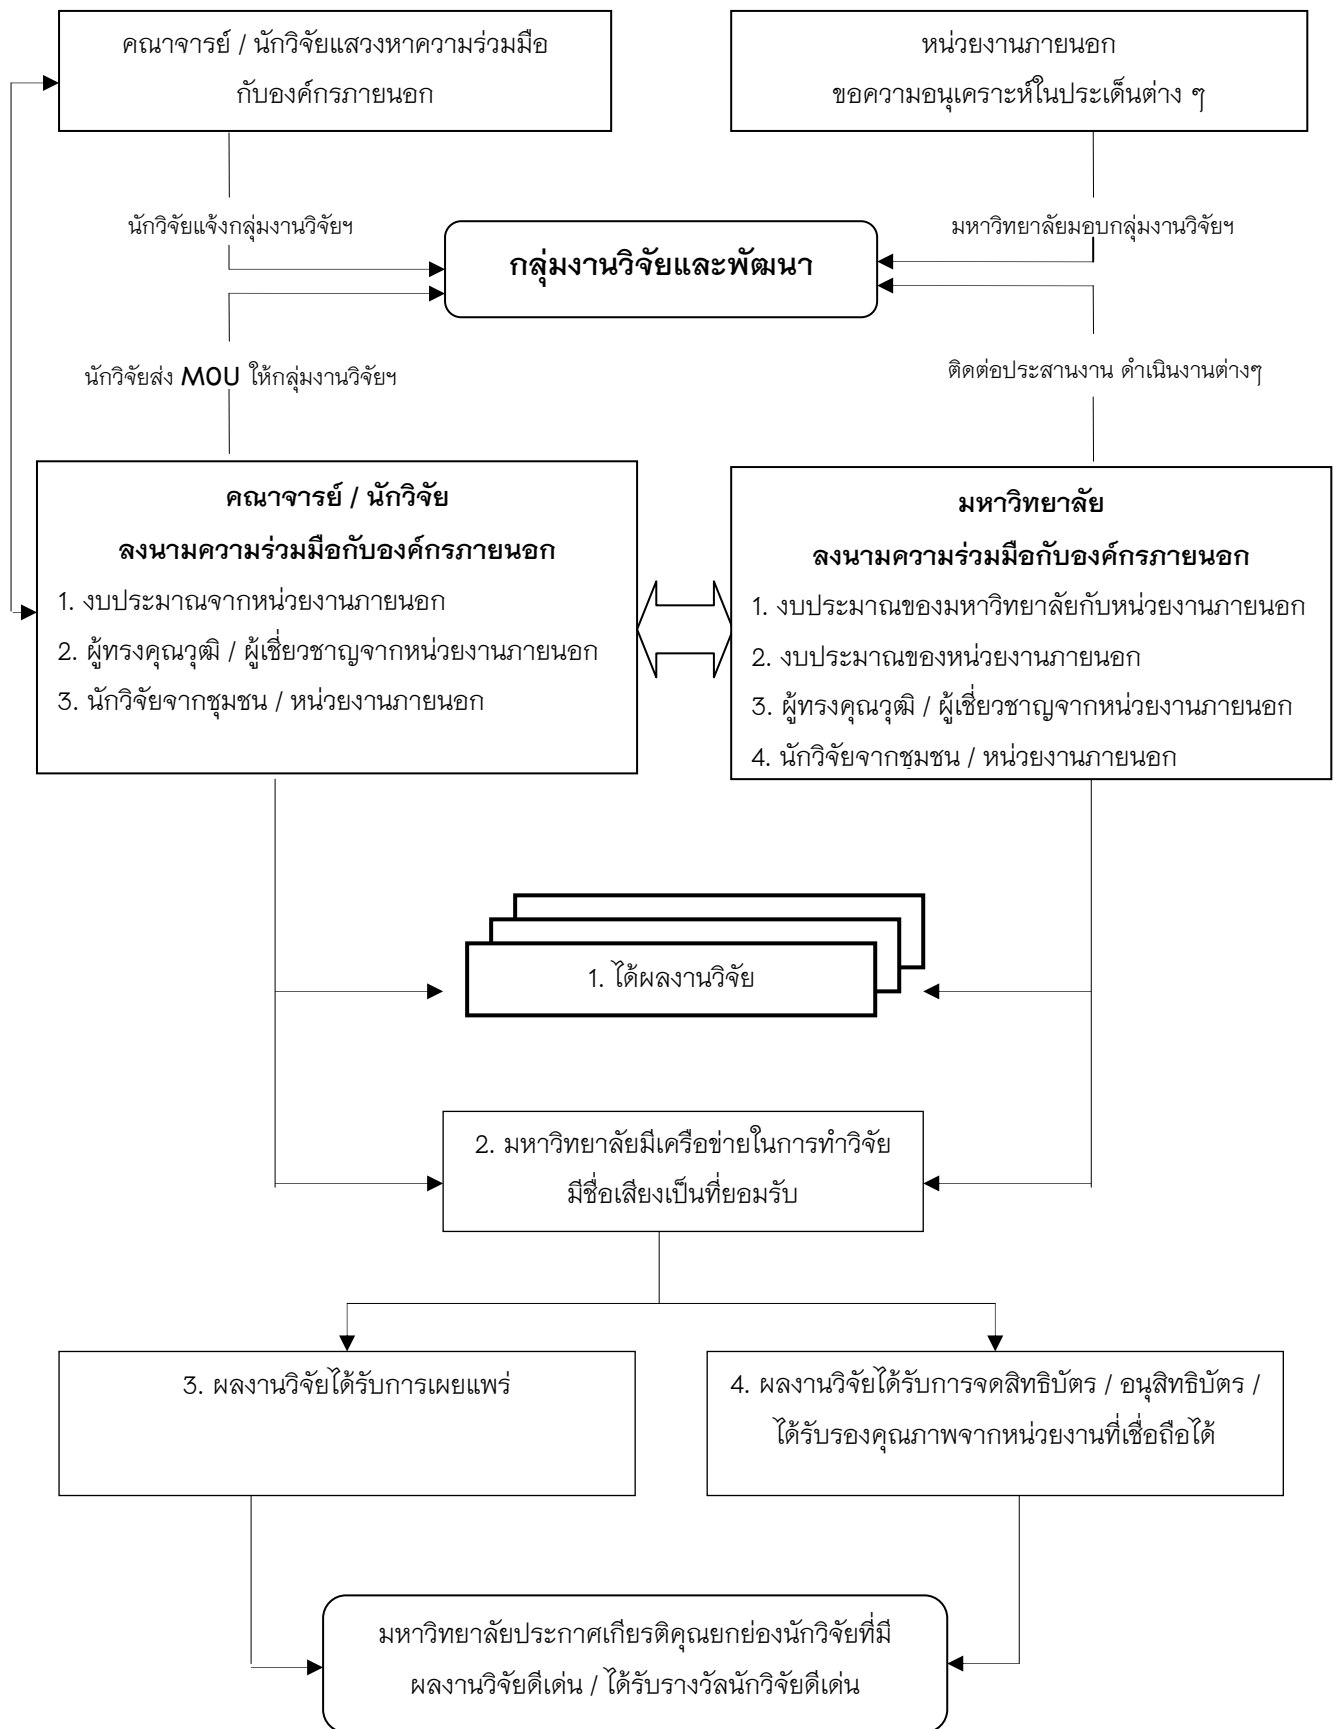 คณาจารย์ / นักวิจัยแสวงหาความร่วมมือ
กับองค์กรภายนอก
หน่วยงานภายนอก
ขอความอนุเคราะห์ในประเด็นต่าง ๆ
นักวิจัยแจ้งกลุ่มงานวิจัยฯ
มหาวิทยาลัยมอบกลุ่มงานวิจัยฯ
กลุ่มงานวิจัยและพัฒนา
นักวิจัยส่ง MOU ให้กลุ่มงานวิจัยฯ
ติดต่อประสานงาน ดำเนินงานต่างๆ
คณาจารย์ / นักวิจัย
ลงนามความร่วมมือกับองค์กรภายนอก
1. งบประมาณจากหน่วยงานภายนอก
2. ผู้ทรงคุณวุฒิ / ผู้เชี่ยวชาญจากหน่วยงานภายนอก
3. นักวิจัยจากชุมชน / หน่วยงานภายนอก
มหาวิทยาลัย
ลงนามความร่วมมือกับองค์กรภายนอก
1. งบประมาณของมหาวิทยาลัยกับหน่วยงานภายนอก
2. งบประมาณของหน่วยงานภายนอก
3. ผู้ทรงคุณวุฒิ / ผู้เชี่ยวชาญจากหน่วยงานภายนอก
4. นักวิจัยจากชุมชน / หน่วยงานภายนอก
1. ได้ผลงานวิจัย
2. มหาวิทยาลัยมีเครือข่ายในการทำวิจัย
มีชื่อเสียงเป็นที่ยอมรับ
3. ผลงานวิจัยได้รับการเผยแพร่
4. ผลงานวิจัยได้รับการจดสิทธิบัตร / อนุสิทธิบัตร /
ได้รับรองคุณภาพจากหน่วยงานที่เชื่อถือได้
มหาวิทยาลัยประกาศเกียรติคุณยกย่องนักวิจัยที่มี
ผลงานวิจัยดีเด่น / ได้รับรางวัลนักวิจัยดีเด่น